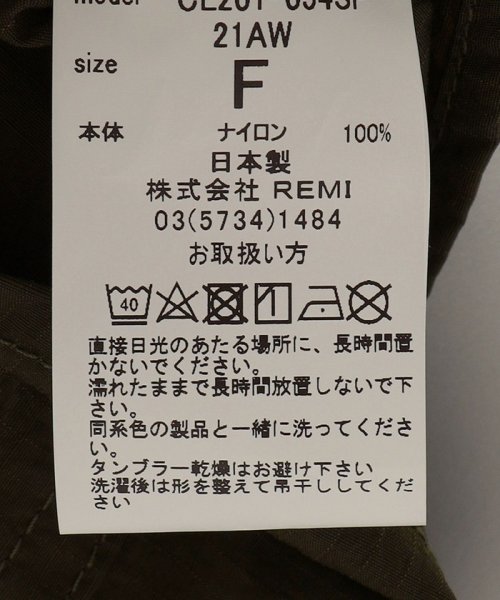 model
21AW
size
F
本体 ナイロン 100%
日本製
株式会社 REMI
03(5734)1484
お取扱い方
40
直接日光のあたる場所に、長時間置
かないでください。
濡れたままで長時間放置しないで下
さい。
同系色の製品と一緒に洗ってくださ
い。
タンブラー乾燥はお避け下さい
洗濯後は形を整えて吊干ししてくだ
さい